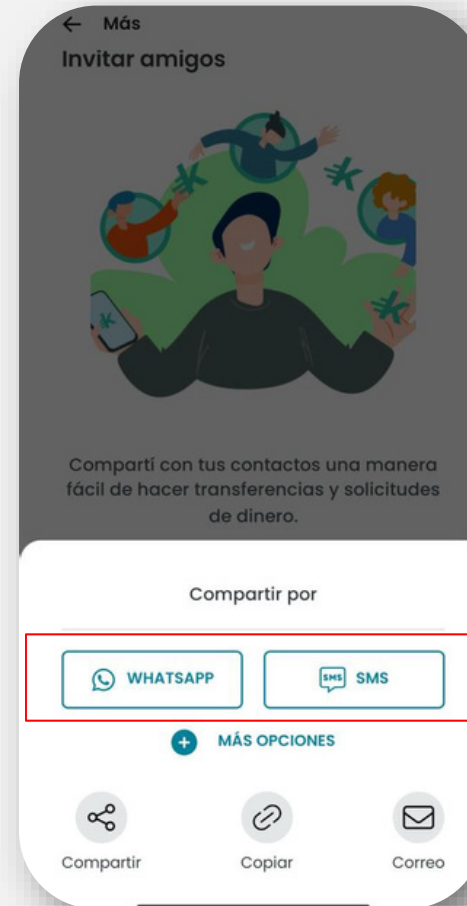 Más
Invitar amigos
Compartí con tus contactos una manera
fácil de hacer transferencias y solicitudes
de dinero.
Compartir por
WHATSAPP
SMS SMS
MÁS OPCIONES
Compartir
Copiar
Correo